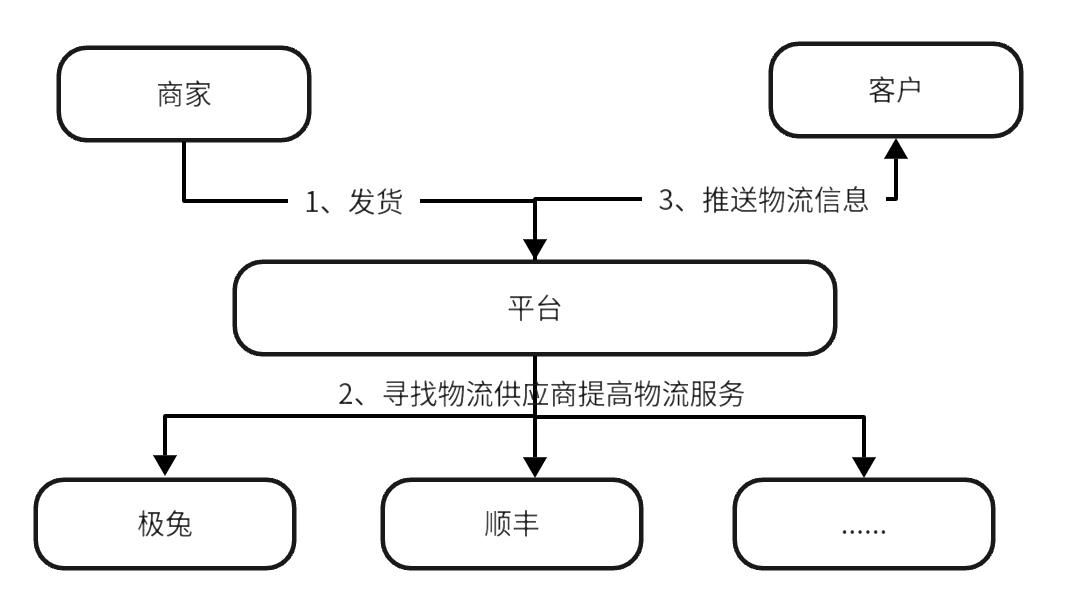 商家
客户
1、发货
3、推送物流信息
平台
2、寻找物流供应商提高物流服务
极兔
顺丰
......